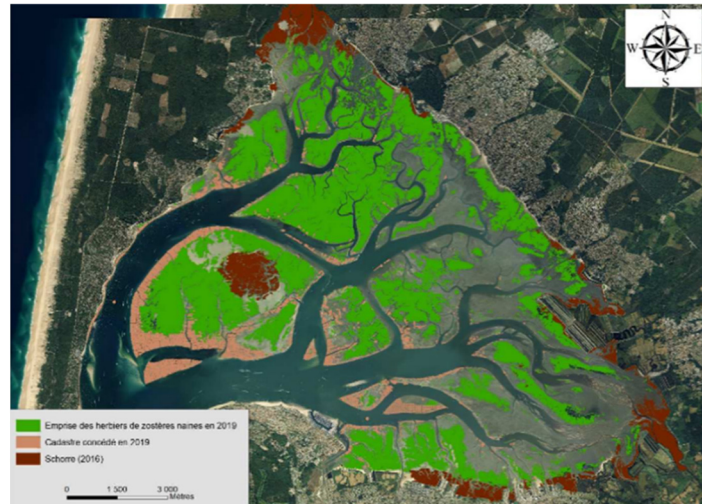 N
W E
S
Emprise des herbiers de zostères naines en 2019
Cadastre concédé en 2019
Schorre (2016)
0 1 500 3 000
Mètres